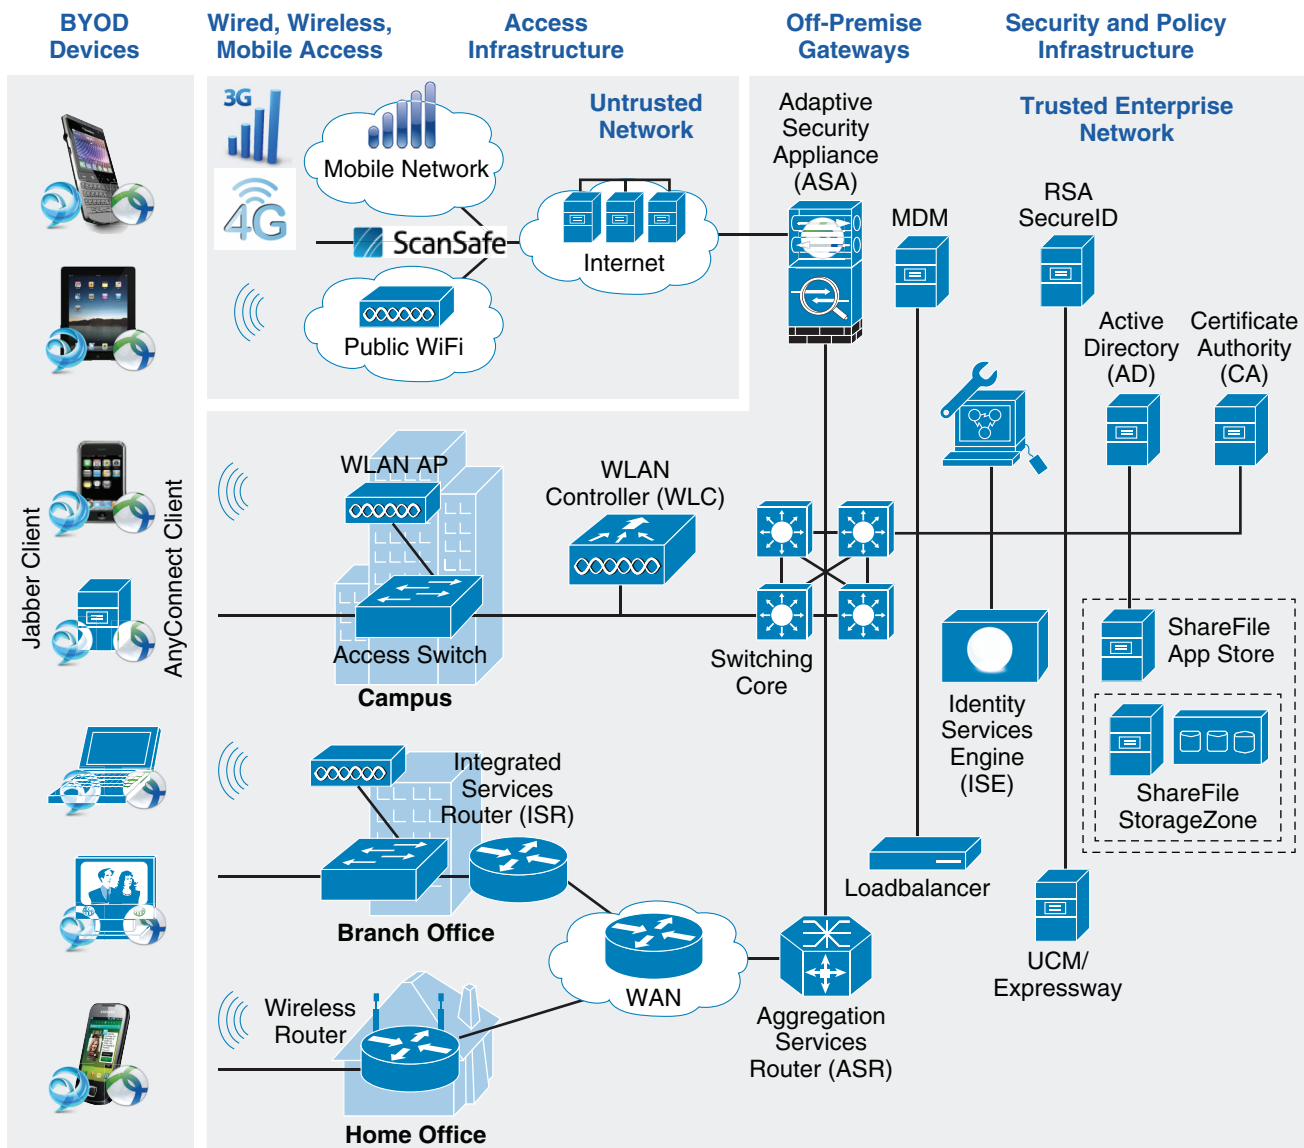 BYOD
Devices
Wired, Wireless,
Mobile Access
Access
Infrastructure
Off-Premise
Gateways
Security and Policy
Infrastructure
3G
4G
Mobile Network
ScanSafe
Public WiFi
Untrusted
Network
Internet
Adaptive
Security
Appliance
(ASA)
Trusted Enterprise
Network
MDM
RSA
SecureID
Active
Directory
(AD)
Certificate
Authority
(CA)
Jabber Client
AnyConnect Client
WLAN AP
WLAN
Controller (WLC)
Access Switch
Campus
Switching
Core
Identity
Services
Engine
(ISE)
ShareFile
App Store
ShareFile
StorageZone
Integrated
Services
Router (ISR)
Branch Office
Loadbalancer
WAN
UCM/
Expressway
Wireless
Router
Aggregation
Services
Router (ASR)
Home Office